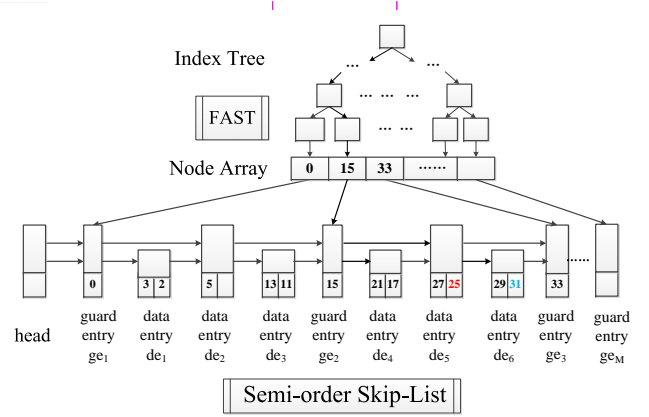 Index Tree
... ...
... ...
FAST
... ...
Node Array
0 15 33 ......
......
0 3 2 5 13 11 15 21 17 27 25 29 31 33
head
guard entry ge1
data entry de1
data entry de2
data entry de3
guard entry ge2
data entry de4
data entry de5
data entry de6
guard entry ge3
guard entry geM
Semi-order Skip-List